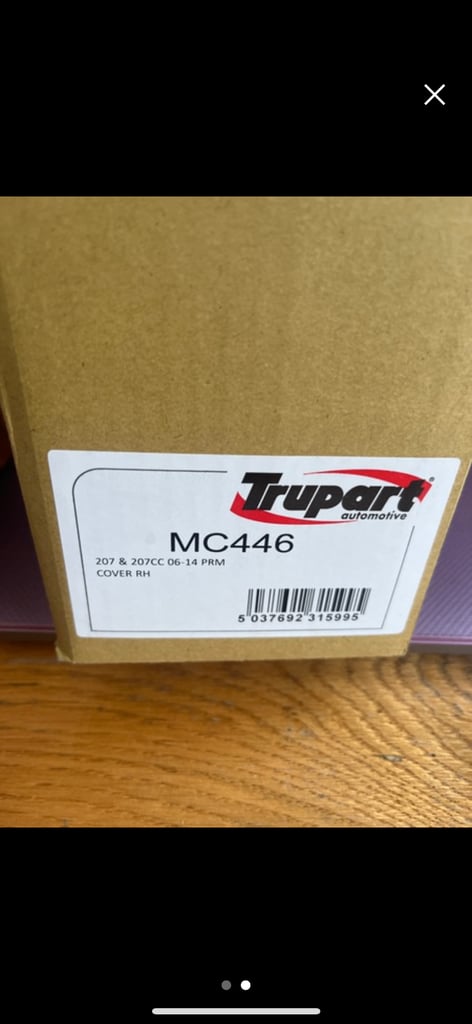 Trupart
automotive
MC446
207 & 207CC 06-14 PRM
COVER RH
5 037692 315995